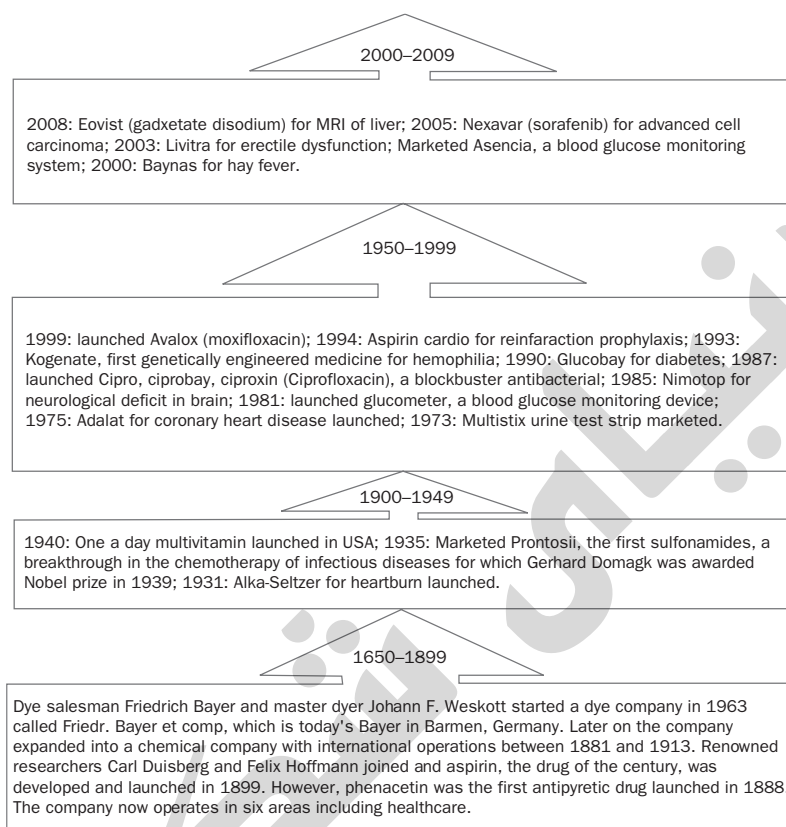 2000–2009
2008: Eovist (gadxetate disodium) for MRI of liver; 2005: Nexavar (sorafenib) for advanced cell
carcinoma; 2003: Livitra for erectile dysfunction; Marketed Asencia, a blood glucose monitoring
system; 2000: Baynas for hay fever.
1950–1999
1999: launched Avalox (moxifloxacin); 1994: Aspirin cardio for reinfaraction prophylaxis; 1993:
Kogenate, first genetically engineered medicine for hemophilia; 1990: Glucobay for diabetes; 1987:
launched Cipro, ciprobay, ciproxin (Ciprofloxacin), a blockbuster antibacterial; 1985: Nimotop for
neurological deficit in brain; 1981: launched glucometer, a blood glucose monitoring device;
1975: Adalat for coronary heart disease launched; 1973: Multistix urine test strip marketed.
1900–1949
1940: One a day multivitamin launched in USA; 1935: Marketed Prontosii, the first sulfonamides, a
breakthrough in the chemotherapy of infectious diseases for which Gerhard Domagk was awarded
Nobel prize in 1939; 1931: Alka-Seltzer for heartburn launched.
1650–1899
Dye salesman Friedrich Bayer and master dyer Johann F. Weskott started a dye company in 1963
called Friedr. Bayer et comp, which is today's Bayer in Barmen, Germany. Later on the company
expanded into a chemical company with international operations between 1881 and 1913. Renowned
researchers Carl Duisberg and Felix Hoffmann joined and aspirin, the drug of the century, was
developed and launched in 1899. However, phenacetin was the first antipyretic drug launched in 1888.
The company now operates in six areas including healthcare.